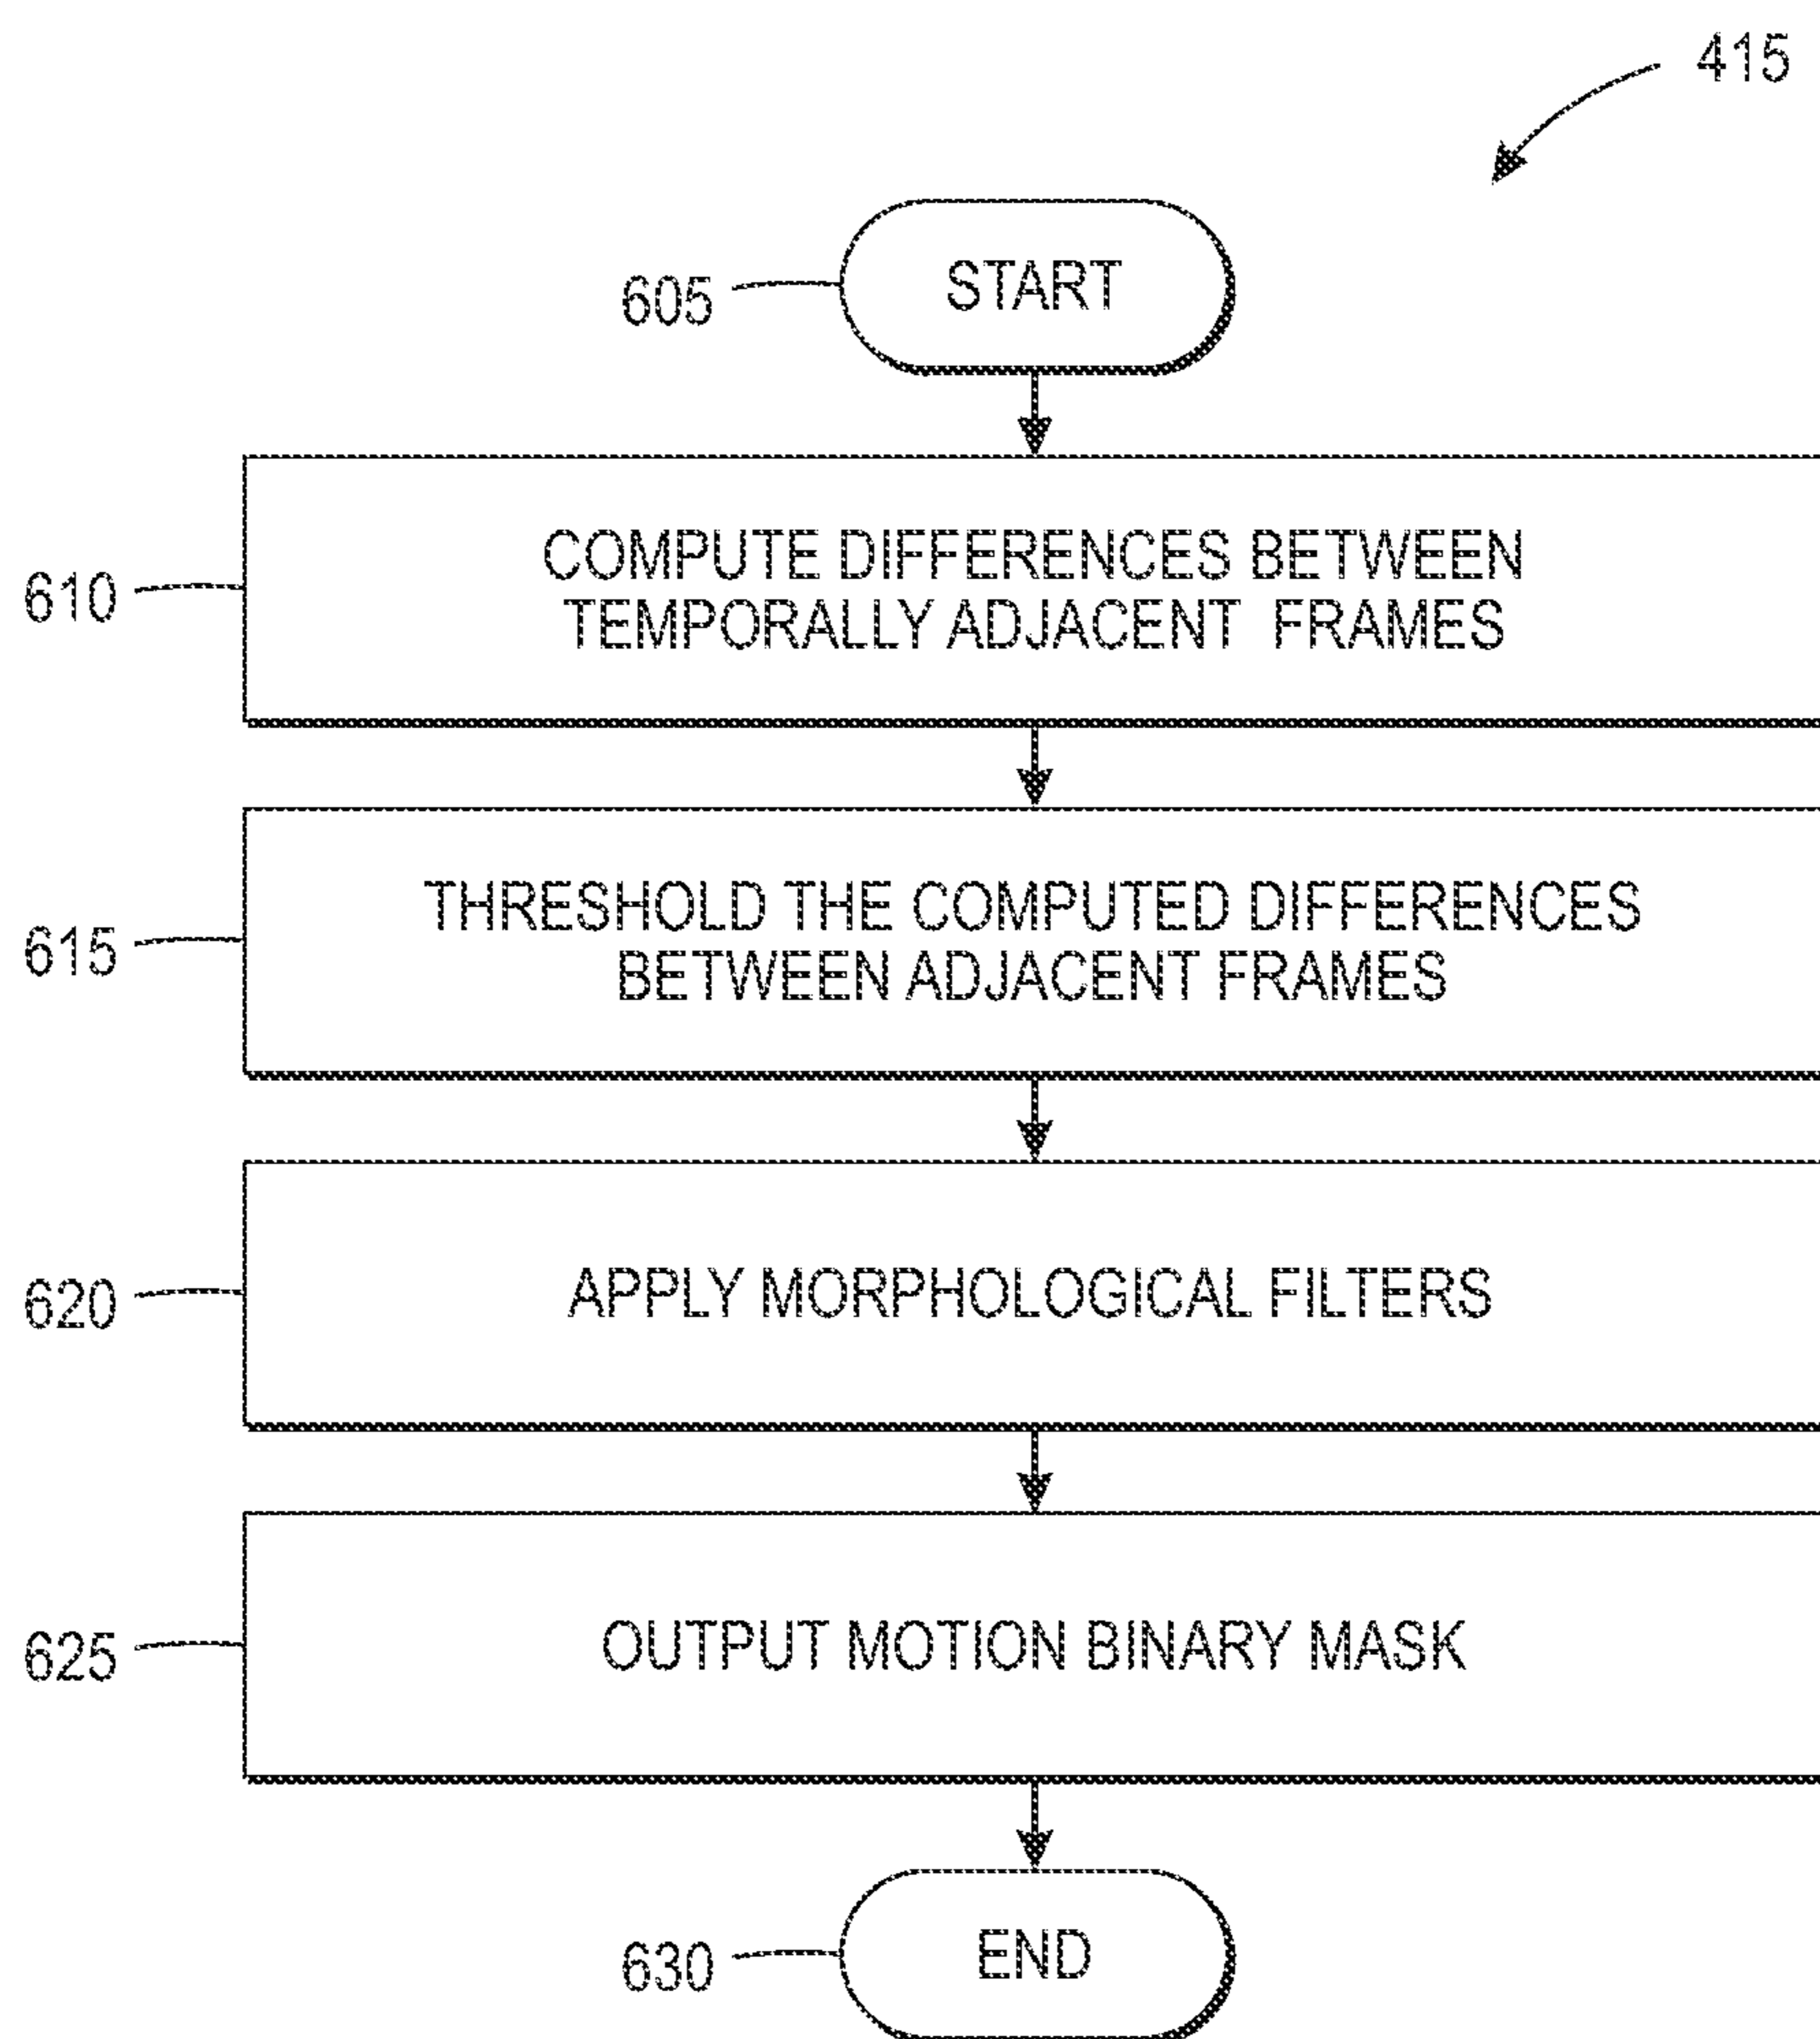 415
605
START
610
COMPUTE DIFFERENCES BETWEEN
TEMPORALLY ADJACENT FRAMES
615
THRESHOLD THE COMPUTED DIFFERENCES
BETWEEN ADJACENT FRAMES
620
APPLY MORPHOLOGICAL FILTERS
625
OUTPUT MOTION BINARY MASK
630
END